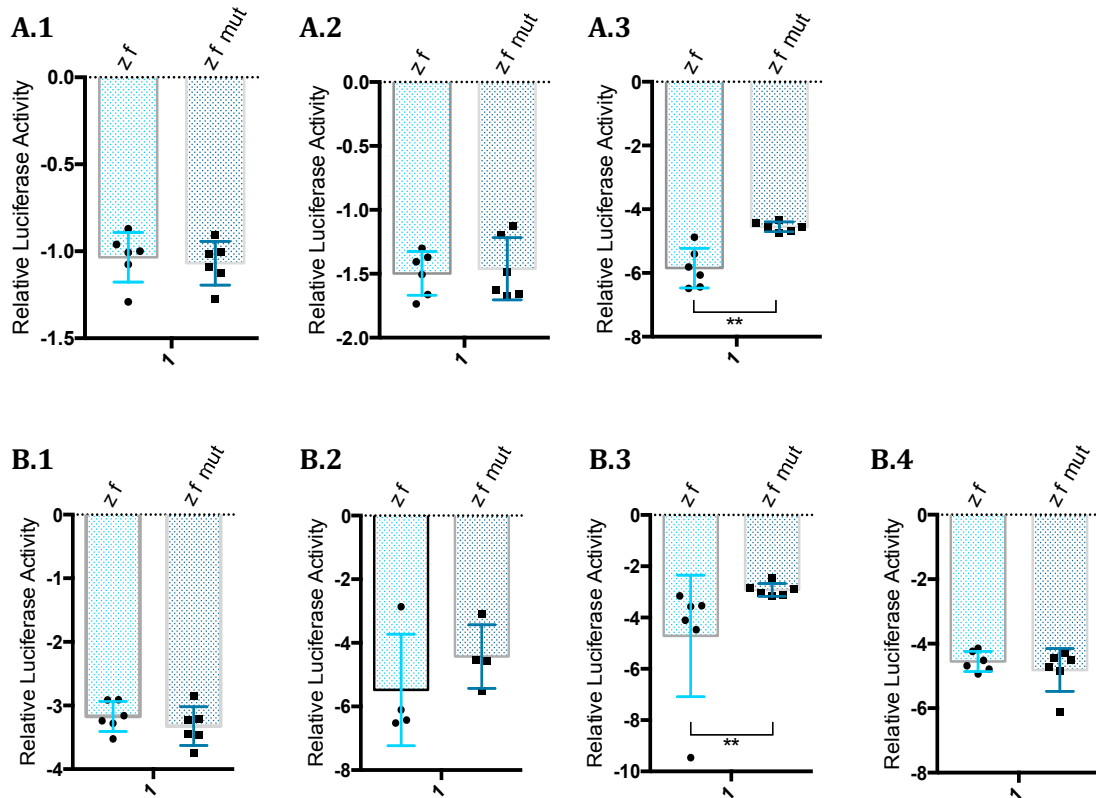 A.1
z f
z f mut
Relative Luciferase Activity
0.0
-0.5
-1.0
-1.5
1
A.2
z f
z f mut
Relative Luciferase Activity
0.0
-0.5
-1.0
-1.5
-2.0
1
A.3
z f
z f mut
Relative Luciferase Activity
0
-2
-4
-6
-8
**
1
B.1
z f
z f mut
Relative Luciferase Activity
0
-1
-2
-3
-4
1
B.2
z f
z f mut
Relative Luciferase Activity
0
-2
-4
-6
-8
1
B.3
z f
z f mut
Relative Luciferase Activity
0
-2
-4
-6
-8
-10
**
1
B.4
z f
z f mut
Relative Luciferase Activity
0
-2
-4
-6
-8
1